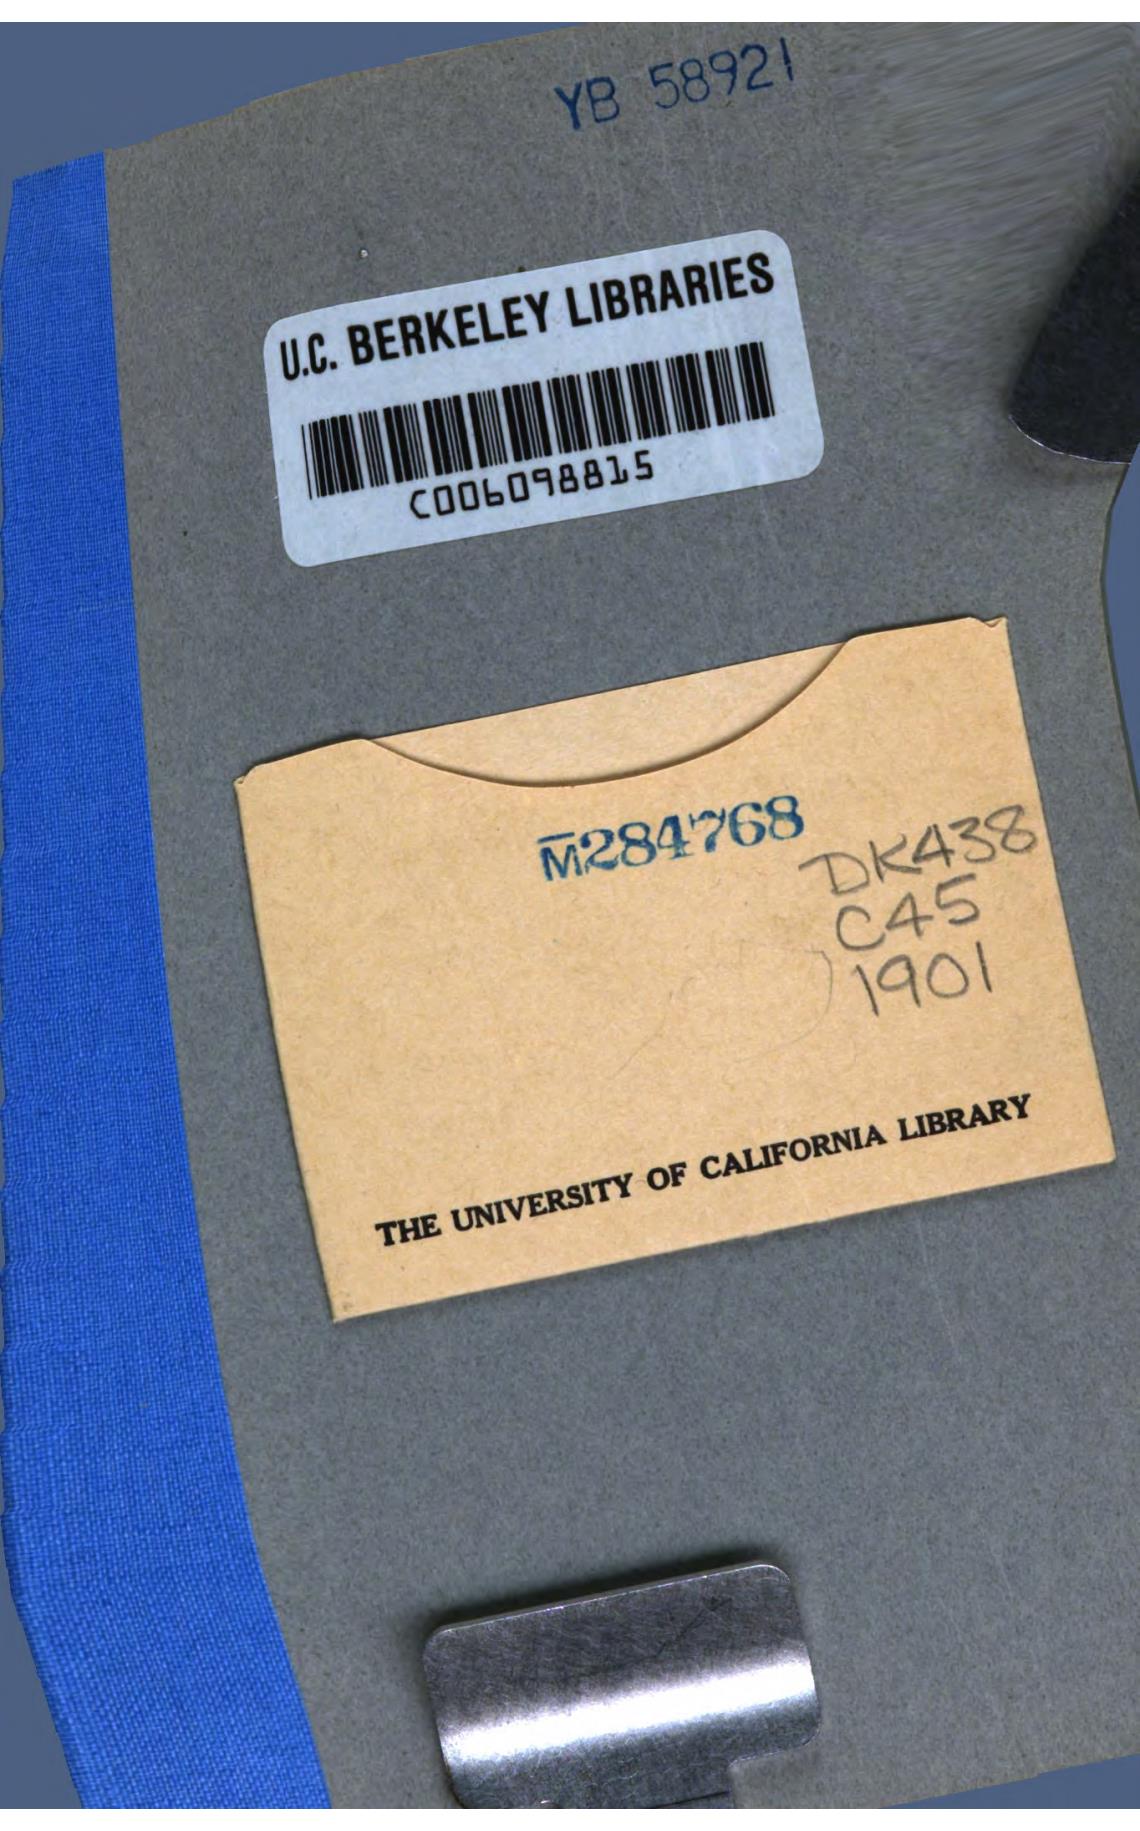 YB 58921
U.C. BERKELEY LIBRARIES
C006098815
M284768
DK438
C45
1901
THE UNIVERSITY OF CALIFORNIA LIBRARY